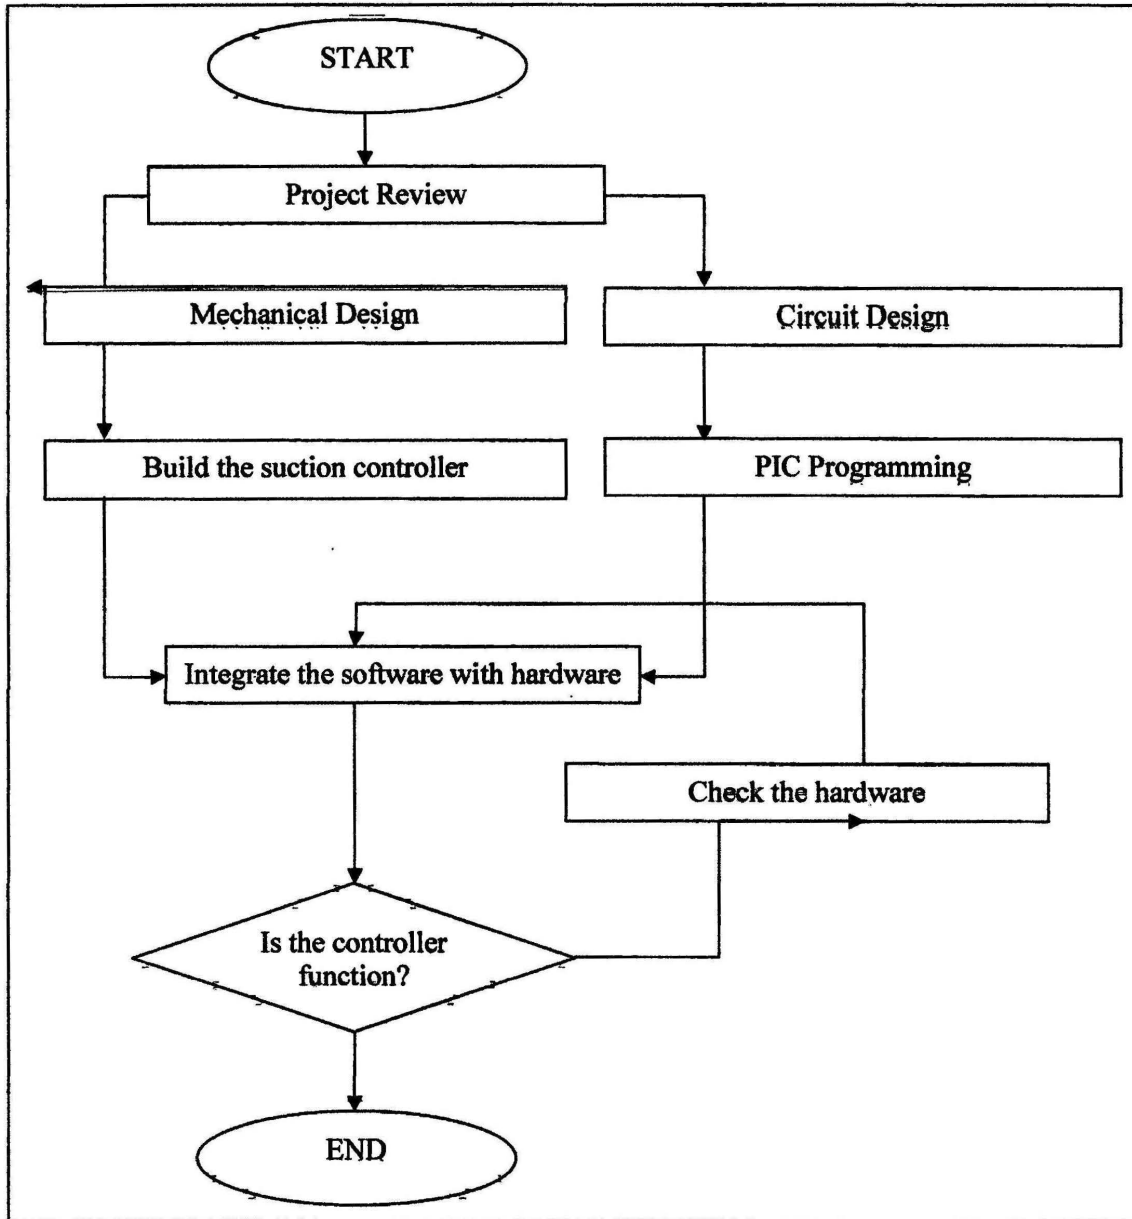 START
Project Review
Mechanical Design
Circuit Design
Build the suction controller
PIC Programming
Integrate the software with hardware
Check the hardware
Is the controller
function?
END